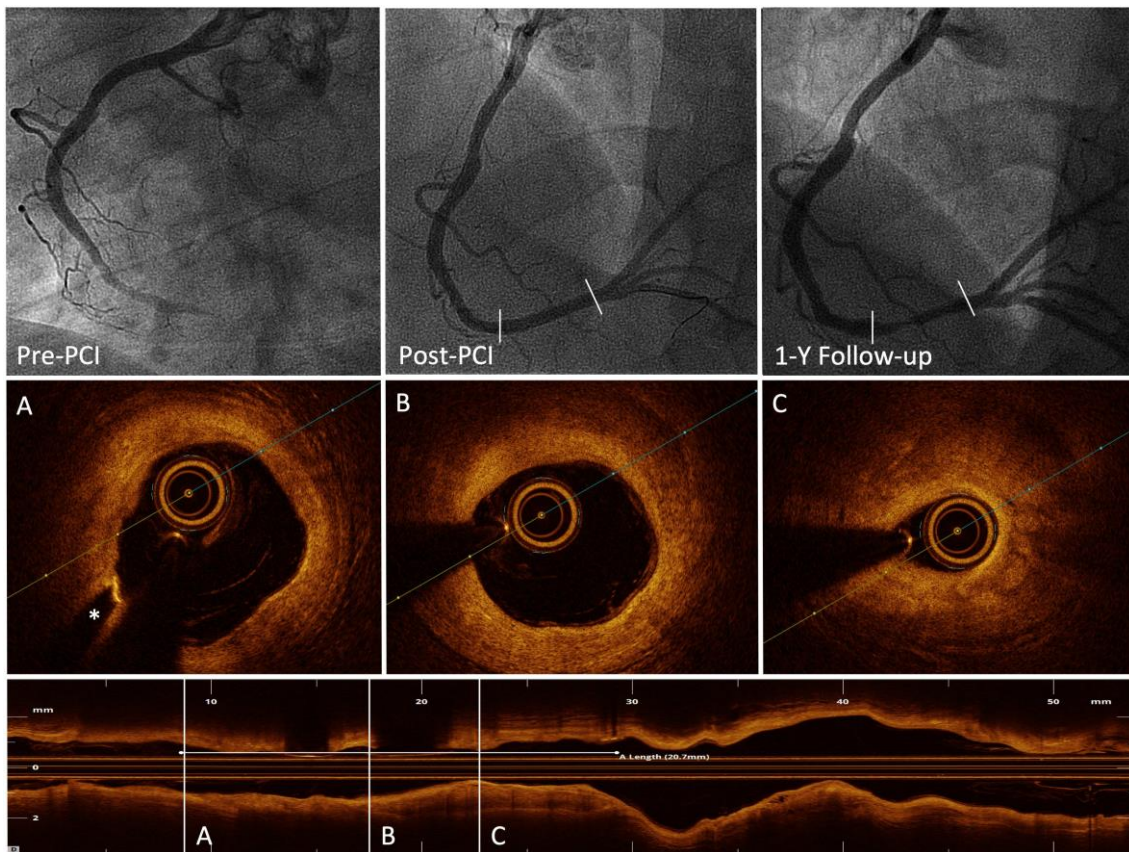 Pre-PCI
Post-PCI
1-Y Follow-up
A
B
C
*
mm
10
20
30
40
50
mm
0
A Length (20.7mm)
2
A
B
C